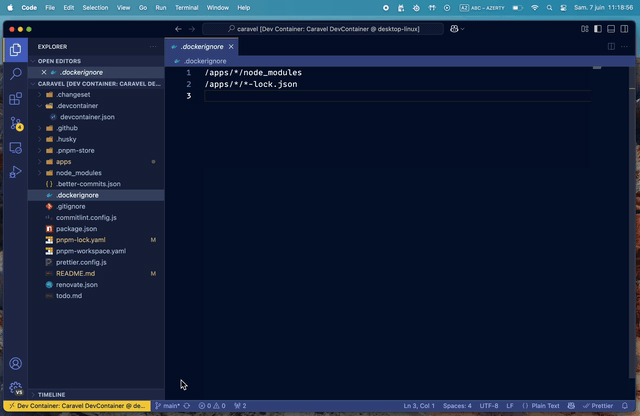 Code File Edit Selection View Go Run Terminal Window Help ABC – AZERTY Sam. 7 juin 11:18:56
caravel [Dev Container: Caravel DevContainer @ desktop-linux]
EXPLORER
.dockerignore
OPEN EDITORS
.dockerignore
.dockerignore
CARAVEL [DEV CONTAINER: CARAVEL DE...
.changeset
.devcontainer
devcontainer.json
.github
.husky
.pnpm-store
apps
node_modules
.better-commits.json
.dockerignore
.gitignore
commitlint.config.js
package.json
pnpm-lock.yaml M
pnpm-workspace.yaml
prettier.config.js
README.md M
renovate.json
todo.md
1 /apps/*/node_modules
2 /apps/*/*-lock.json
3
4
VS
TIMELINE
Dev Container: Caravel DevContainer @ de... main* 0 0 2 Ln 3, Col 1 Spaces: 4 UTF-8 LF Plain Text Prettier